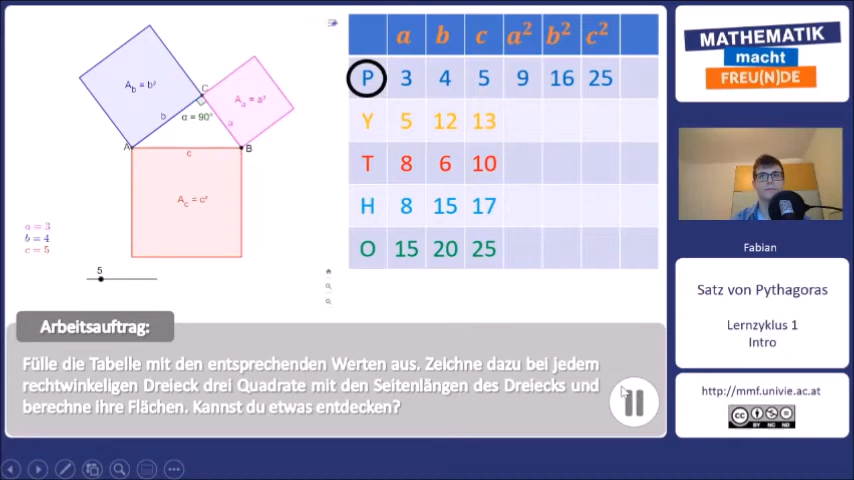 A_b = b²
C
A_a = a²
b
α = 90°
a
A
c
B
A_c = c²
a = 3
b = 4
c = 5
5
a b c a² b² c²
P 3 4 5 9 16 25
Y 5 12 13
T 8 6 10
H 8 15 17
O 15 20 25
Arbeitsauftrag:
Fülle die Tabelle mit den entsprechenden Werten aus. Zeichne dazu bei jedem
rechtwinkeligen Dreieck drei Quadrate mit den Seitenlängen des Dreiecks und
berechne ihre Flächen. Kannst du etwas entdecken?
MATHEMATIK
macht
FREU(N)DE
Fabian
Satz von Pythagoras
Lernzyklus 1
Intro
http://mmf.univie.ac.at
cc
BY NC ND